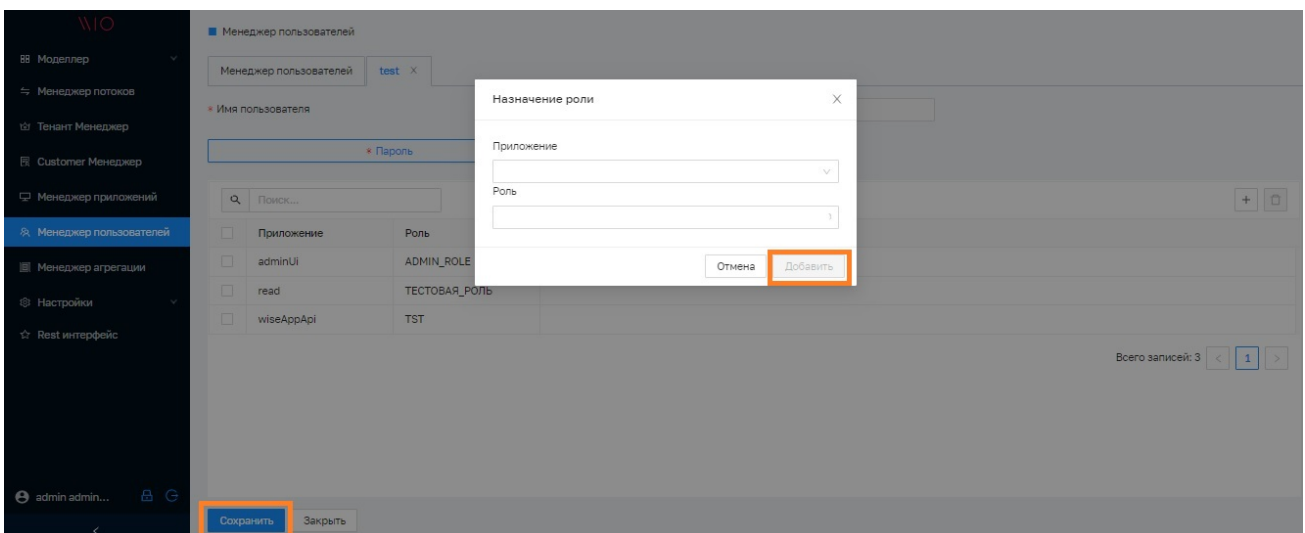 WIO
Менеджер пользователей
Моделлер
Менеджер пользователей
test
Назначение роли
Менеджер потоков
* Имя пользователя
Тенант Менеджер
* Пароль
Приложение
Customer Менеджер
Роль
Менеджер приложений
Поиск...
Менеджер пользователей
Приложение
Роль
Менеджер агрегации
adminUi
ADMIN_ROLE
Отмена
Добавить
Настройки
read
ТЕСТОВАЯ_РОЛЬ
Rest интерфейс
wiseAppApi
TST
Всего записей: 3
1
admin admin...
Сохранить
Закрыть